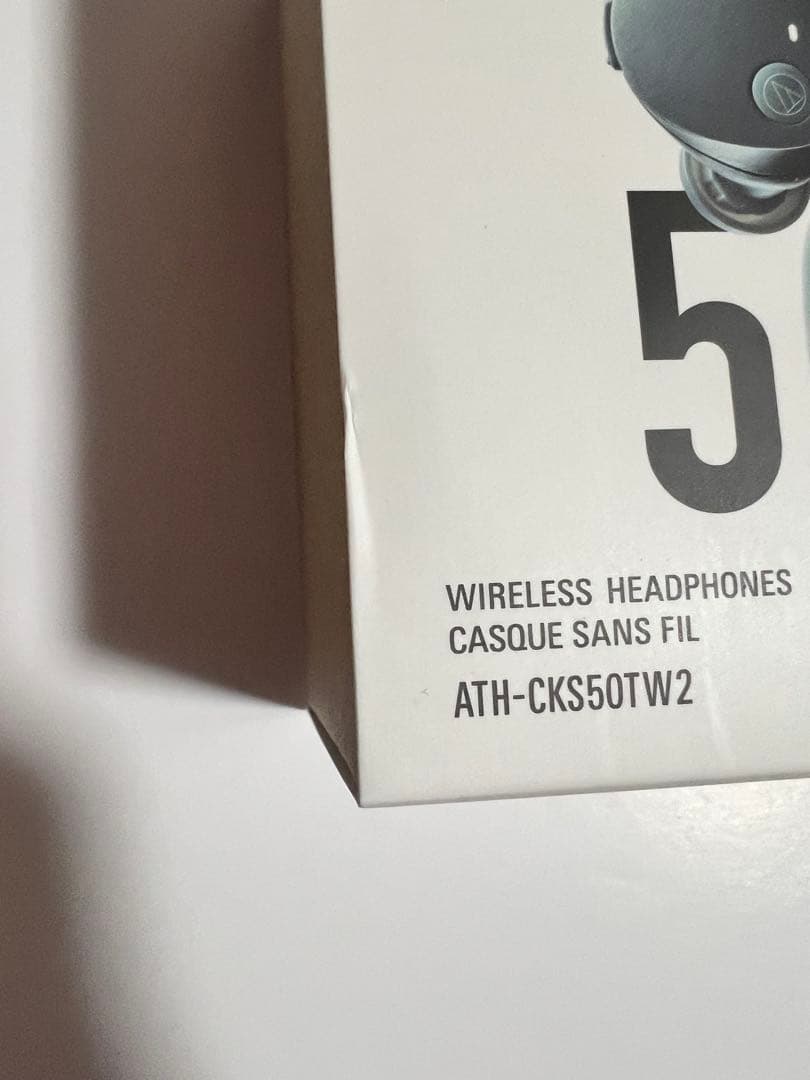 5
WIRELESS HEADPHONES
CASQUE SANS FIL
ATH-CKS50TW2